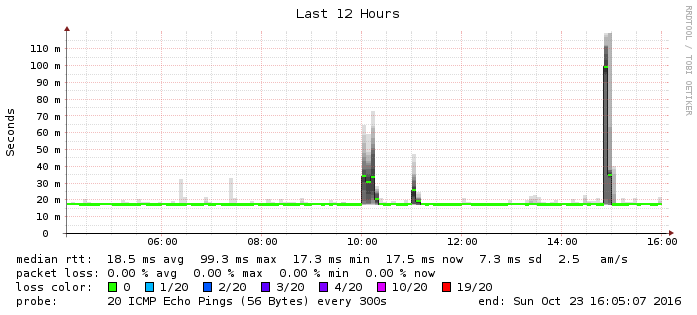 Last 12 Hours
RRDTOOL / TOBI OETIKER
Seconds
110 m
100 m
90 m
80 m
70 m
60 m
50 m
40 m
30 m
20 m
10 m
0
06:00 08:00 10:00 12:00 14:00 16:00
median rtt: 18.5 ms avg 99.3 ms max 17.3 ms min 17.5 ms now 7.3 ms sd 2.5 am/s
packet loss: 0.00 % avg 0.00 % max 0.00 % min 0.00 % now
loss color: 0 1/20 2/20 3/20 4/20 10/20 19/20
probe: 20 ICMP Echo Pings (56 Bytes) every 300s end: Sun Oct 23 16:05:07 2016